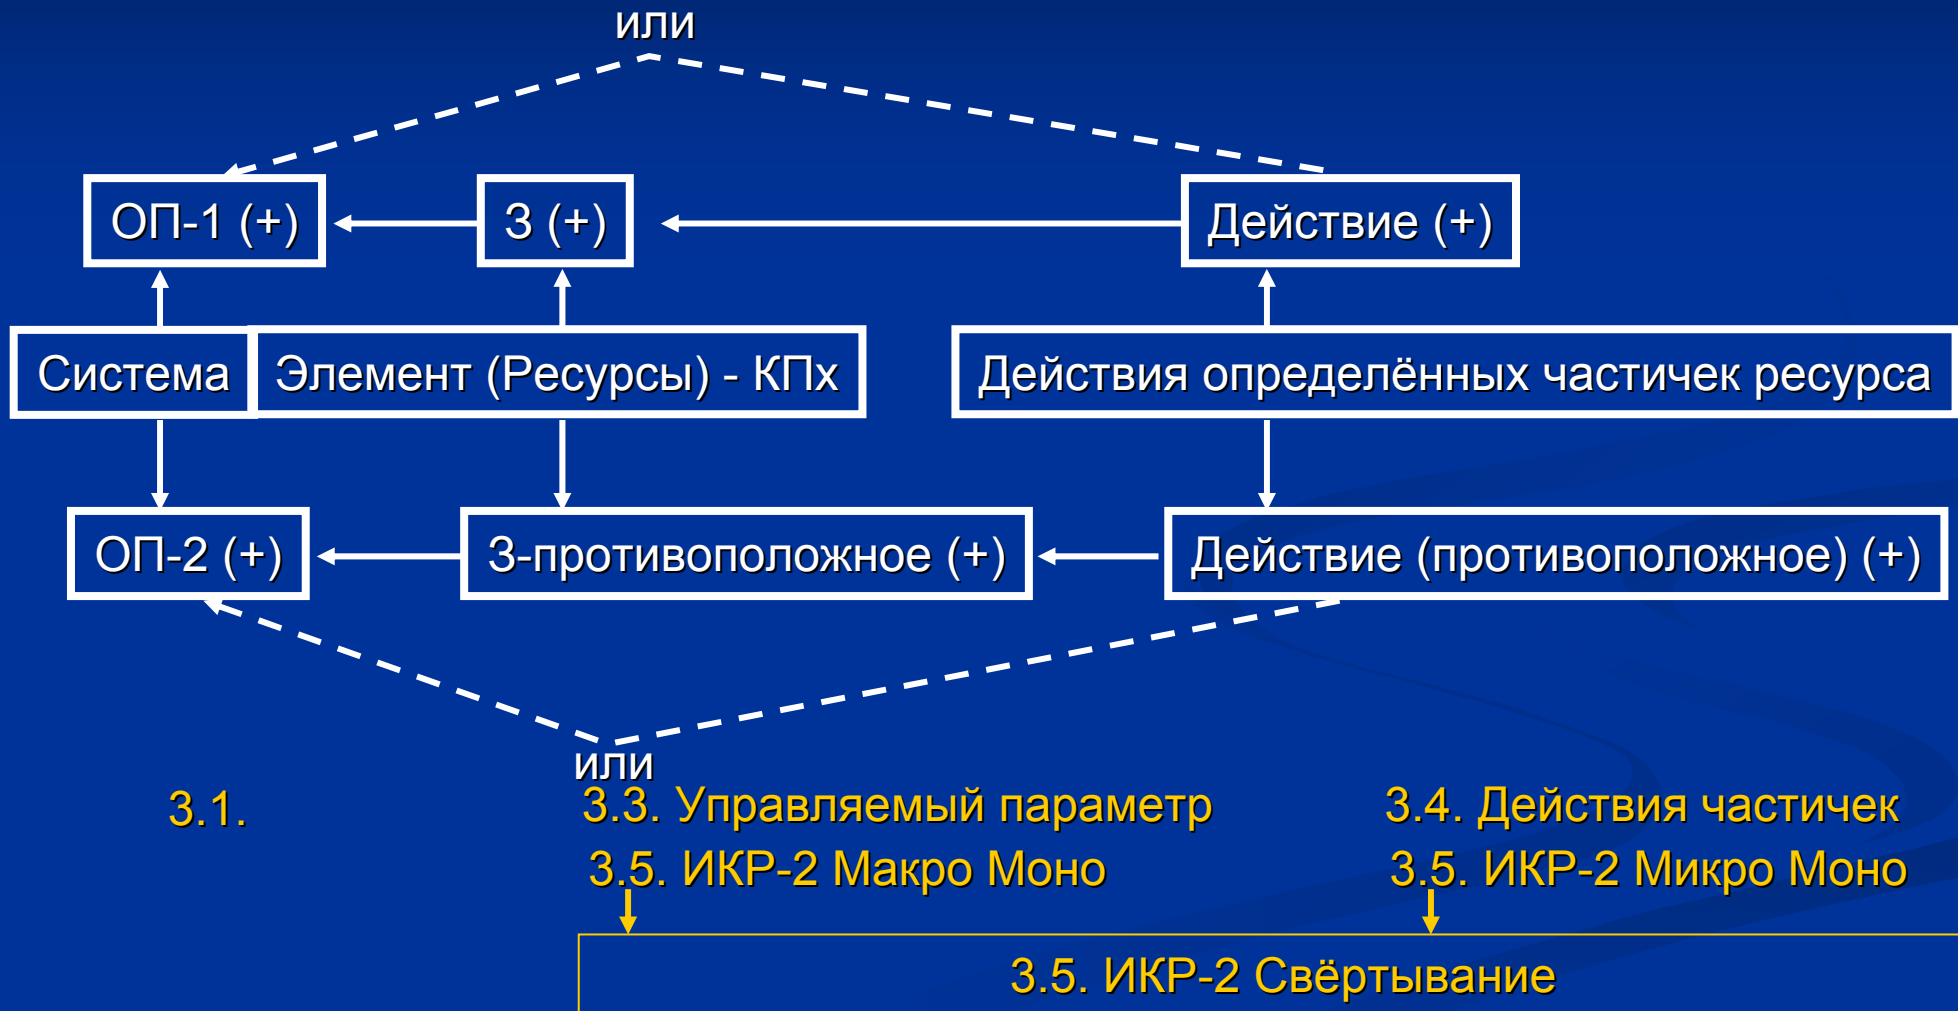 или
ОП-1 (+) З (+) Действие (+)
Система Элемент (Ресурсы) - КПх Действия определённых частичек ресурса
ОП-2 (+) З-противоположное (+) Действие (противоположное) (+)
или
3.1. 3.3. Управляемый параметр 3.4. Действия частичек
3.5. ИКР-2 Макро Моно 3.5. ИКР-2 Микро Моно
3.5. ИКР-2 Свёртывание